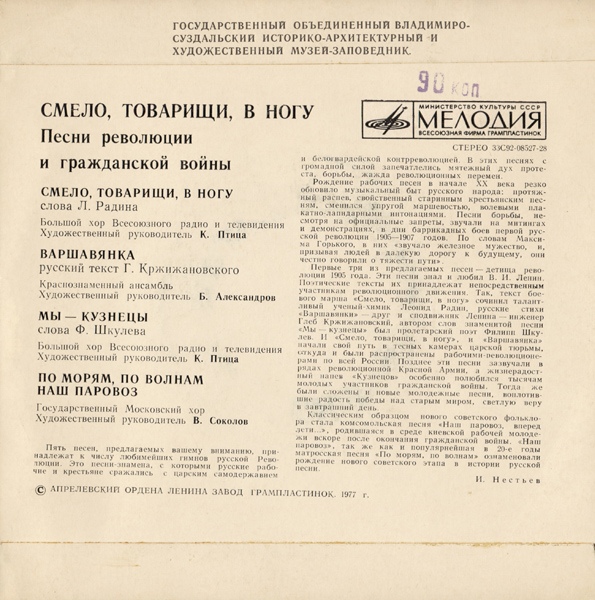 ГОСУДАРСТВЕННЫЙ ОБЪЕДИНЕННЫЙ ВЛАДИМИРО-
СУЗДАЛЬСКИЙ ИСТОРИКО-АРХИТЕКТУРНЫЙ И
ХУДОЖЕСТВЕННЫЙ МУЗЕЙ-ЗАПОВЕДНИК.
90 коп
СМЕЛО, ТОВАРИЩИ, В НОГУ
Песни революции
и гражданской войны
СМЕЛО, ТОВАРИЩИ, В НОГУ
слова Л. Радина
Большой хор Всесоюзного радио и телевидения
Художественный руководитель К. Птица
ВАРШАВЯНКА
русский текст Г. Кржижановского
Краснознаменный ансамбль
Художественный руководитель Б. Александров
МЫ — КУЗНЕЦЫ
слова Ф. Шкулева
Большой хор Всесоюзного радио и телевидения
Художественный руководитель К. Птица
ПО МОРЯМ, ПО ВОЛНАМ
НАШ ПАРОВОЗ
Государственный Московский хор
Художественный руководитель В. Соколов
Пять песен, предлагаемых вашему вниманию, при-
надлежат к числу любимейших гимнов русской Рево-
люции. Это песни-знамена, с которыми русские рабо-
чие и крестьяне сражались с царским самодержавием
МИНИСТЕРСТВО КУЛЬТУРЫ СССР
МЕЛОДИЯ
ВСЕСОЮЗНАЯ ФИРМА ГРАМПЛАСТИНОК
СТЕРЕО 33С92-08527-28
и белогвардейской контрреволюцией. В этих песнях с
громадной силой запечатлелись мятежный дух проте-
ста, борьбы, жажда революционных перемен.
Рождение рабочих песен в начале XX века резко
обновило музыкальный быт русского народа: протяж-
ный распев, свойственный старинным крестьянским пес-
ням, сменился упругой маршевостью, волевыми пла-
катно-лапидарными интонациями. Песни борьбы, не-
смотря на официальные запреты, звучали на митингах
и демонстрациях, в дни баррикадных боев первой рус-
ской революции 1905—1907 годов. По словам Макси-
ма Горького, в них «звучало железное мужество, и,
призывая людей в далекую дорогу к будущему, они
честно говорили о тяжести пути».
Первые три из предлагаемых песен — детища рево-
люции 1905 года. Эти песни знал и любил В. И. Ленин.
Поэтические тексты их принадлежат непосредственным
участникам революционного движения. Так, текст бое-
вого марша «Смело, товарищи, в ногу» сочинил талант-
ливый ученый-химик Леонид Радин, русские стихи
«Варшавянки» — друг и сподвижник Ленина — инженер
Глеб Кржижановский, автором слов знаменитой песни
«Мы — кузнецы» был пролетарский поэт Филипп Шку-
лев. И «Смело, товарищи, в ногу», и «Варшавянка»
начали свой путь в тесных камерах царской тюрьмы,
откуда и были распространены рабочими-революционе-
рами по всей России Позднее эти песни зазвучали в
рядах революционной Красной Армии, а жизнерадост-
ный напев «Кузнецов» особенно полюбился тысячам
молодых участников гражданской войны. Тогда же
были сложены и новые молодежные песни, воплотив-
шие радость победы над старым миром, светлую веру
в завтрашний день.
Классическим образцом нового советского фолькло-
ра стала комсомольская песня «Наш паровоз, вперед
лети...», родившаяся в среде киевской рабочей молоде-
жи вскоре после окончания гражданской войны. «Наш
паровоз», так же как и популярнейшая в 20-е годы
матросская песня «По морям, по волнам» ознаменовали
рождение нового советского этапа в истории русской
песни.
И. Нестьев
© АПРЕЛЕВСКИЙ ОРДЕНА ЛЕНИНА ЗАВОД ГРАМПЛАСТИНОК. 1977 г.